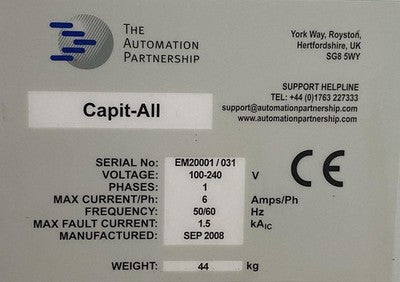 THE
AUTOMATION
PARTNERSHIP
York Way, Royston,
Hertfordshire, UK
SG8 5WY
SUPPORT HELPLINE
TEL: +44 (0)1763 227333
support@automationpartnership.com
www.automationpartnership.com
Capit-All
SERIAL No: EM20001 / 031
VOLTAGE: 100-240 V
PHASES: 1
MAX CURRENT/Ph: 6 Amps/Ph
FREQUENCY: 50/60 Hz
MAX FAULT CURRENT: 1.5 kAIC
MANUFACTURED: SEP 2008
WEIGHT: 44 kg
CE